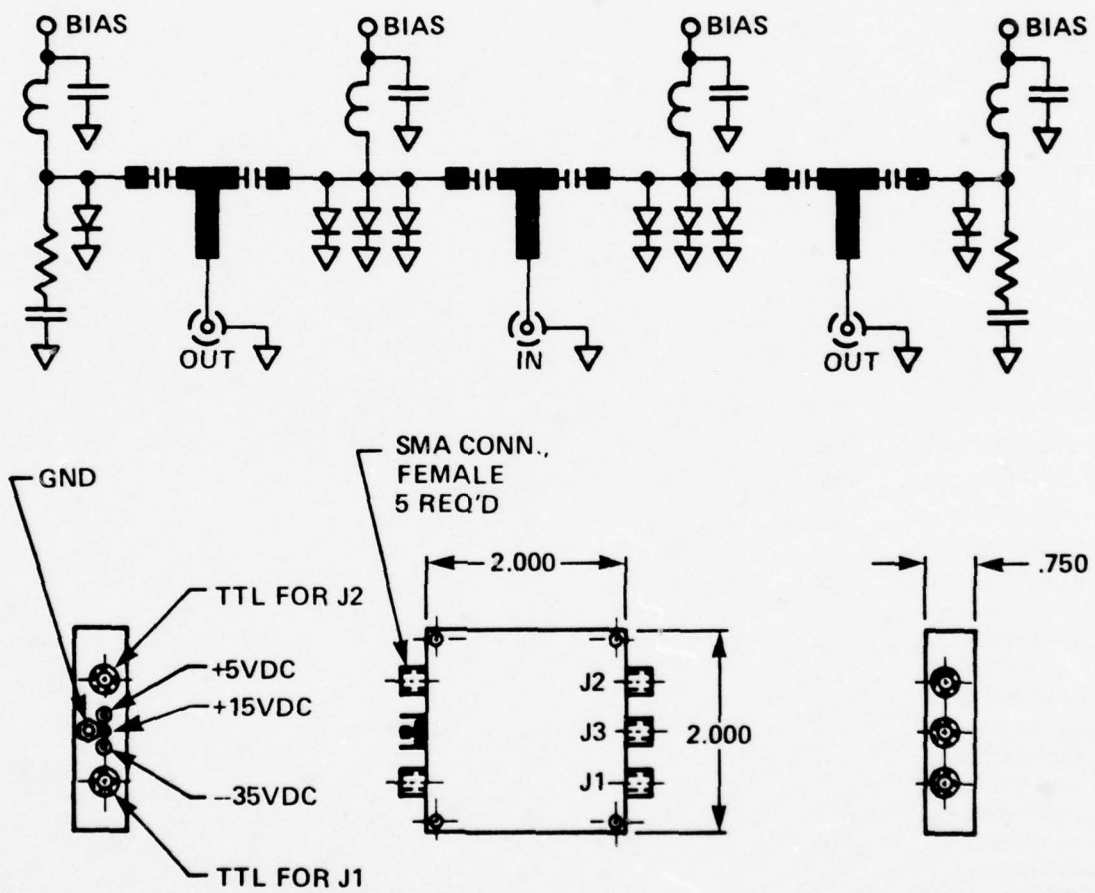 BIAS
BIAS
BIAS
BIAS
OUT
IN
OUT
GND
SMA CONN.,
FEMALE
5 REQ'D
2.000
.750
TTL FOR J2
+5VDC
+15VDC
--35VDC
TTL FOR J1
J2
J3
J1
2.000